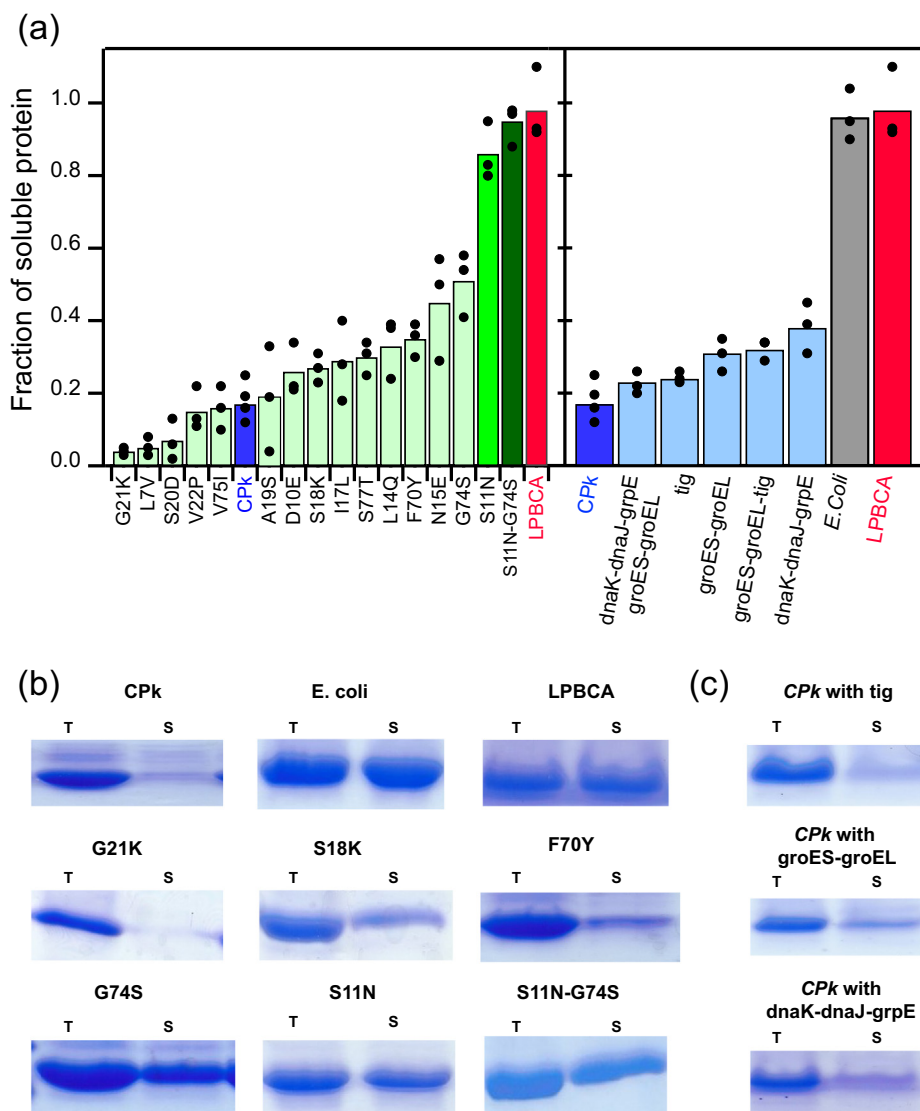 (a)
Fraction of soluble protein
1.0
0.8
0.6
0.4
0.2
0.0
G21K
L7V
S20D
V22P
V75I
CPk
A19S
D10E
S18K
I17L
S77T
L14Q
F70Y
N15E
G74S
S11N
S11N-G74S
LPBCA
CPk
dnaK-dnaJ-grpE
groES-groEL
tig
groES-groEL
groES-groEL-tig
dnaK-dnaJ-grpE
E.Coli
LPBCA
(b)
CPk
T S
E. coli
T S
LPBCA
T S
G21K
T S
S18K
T S
F70Y
T S
G74S
T S
S11N
T S
S11N-G74S
T S
(c)
CPk with tig
T S
CPk with
groES-groEL
T S
CPk with
dnaK-dnaJ-grpE
T S